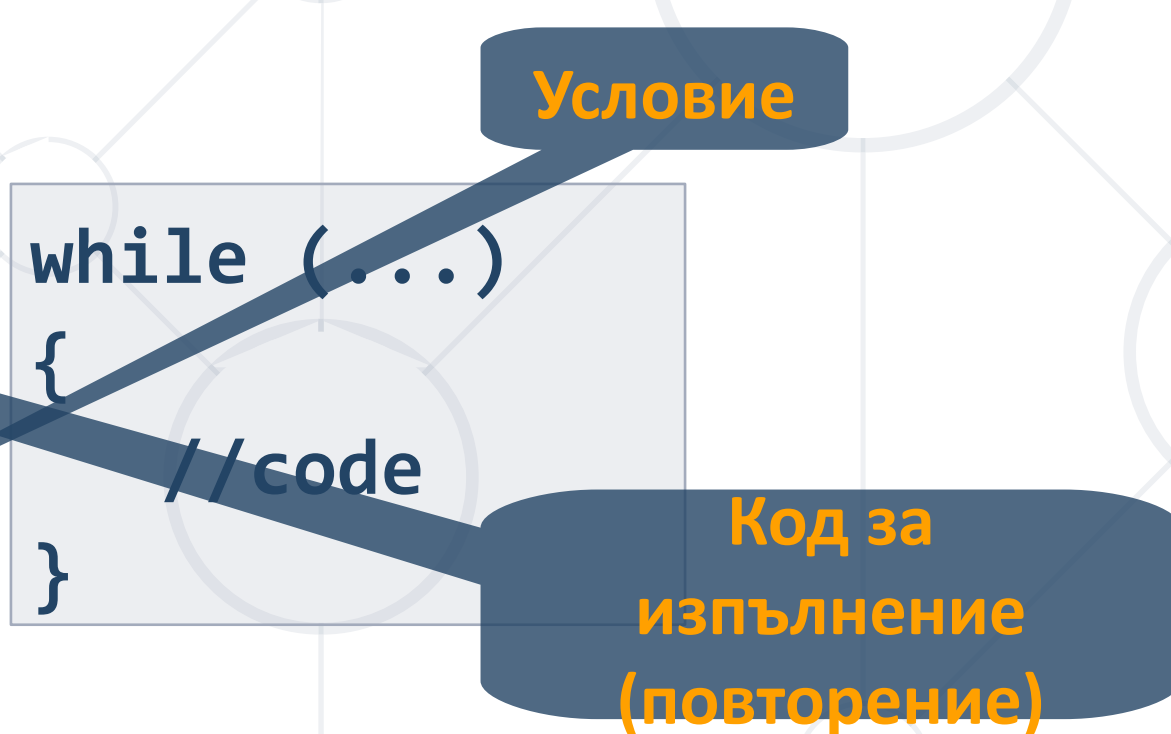 Условие
while (...)
{
//code
}
Код за
изпълнение
(повторение)